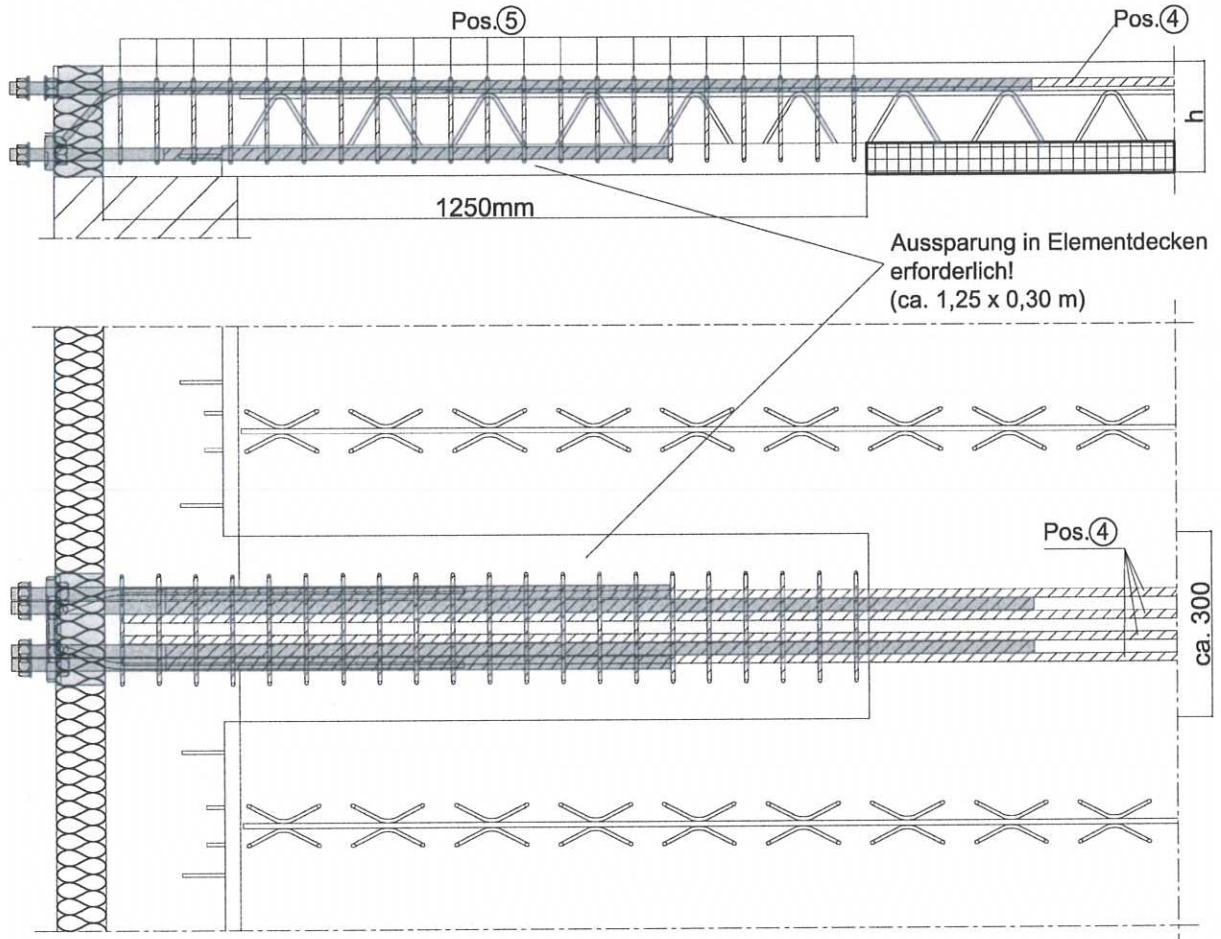 Pos.⑤
Pos.④
h
1250mm
Aussparung in Elementdecken
erforderlich!
(ca. 1,25 x 0,30 m)
Pos.④
ca. 300